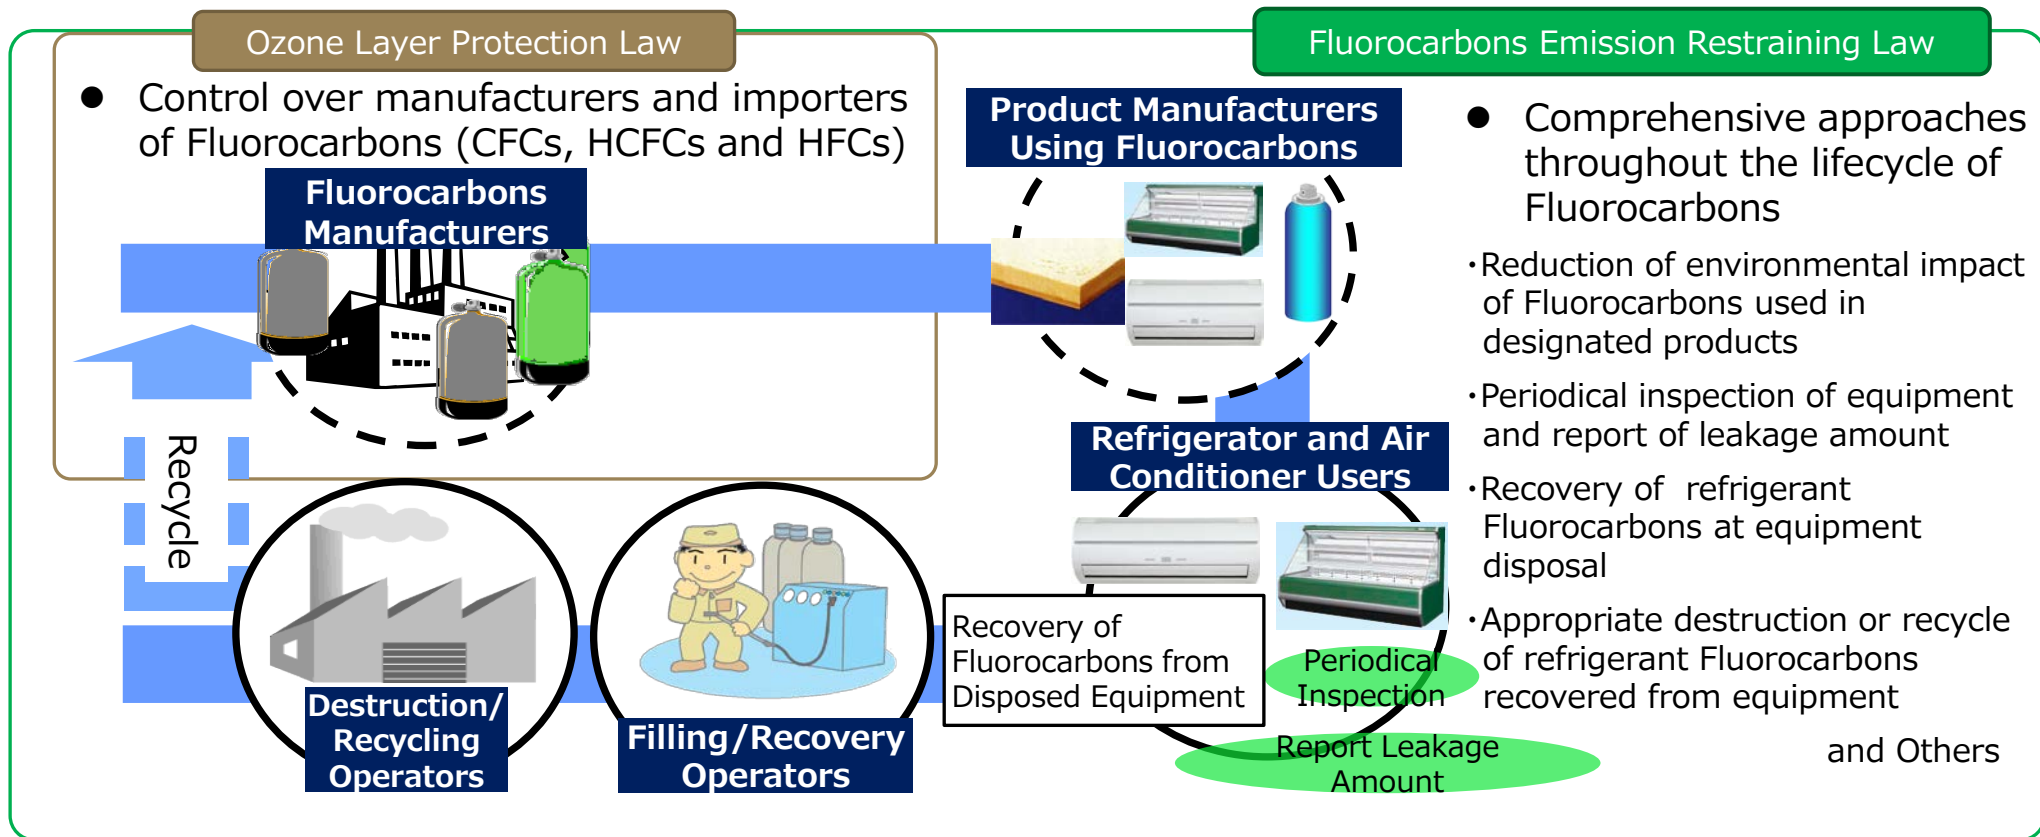 Ozone Layer Protection Law
Fluorocarbons Emission Restraining Law
● Control over manufacturers and importers
of Fluorocarbons (CFCs, HCFCs and HFCs)
Fluorocarbons
Manufacturers
Product Manufacturers
Using Fluorocarbons
Refrigerator and Air
Conditioner Users
Recovery of
Fluorocarbons from
Disposed Equipment
Periodical
Inspection
Report Leakage
Amount
Filling/Recovery
Operators
Destruction/
Recycling
Operators
Recycle
● Comprehensive approaches
throughout the lifecycle of
Fluorocarbons
・Reduction of environmental impact
of Fluorocarbons used in
designated products
・Periodical inspection of equipment
and report of leakage amount
・Recovery of refrigerant
Fluorocarbons at equipment
disposal
・Appropriate destruction or recycle
of refrigerant Fluorocarbons
recovered from equipment
and Others